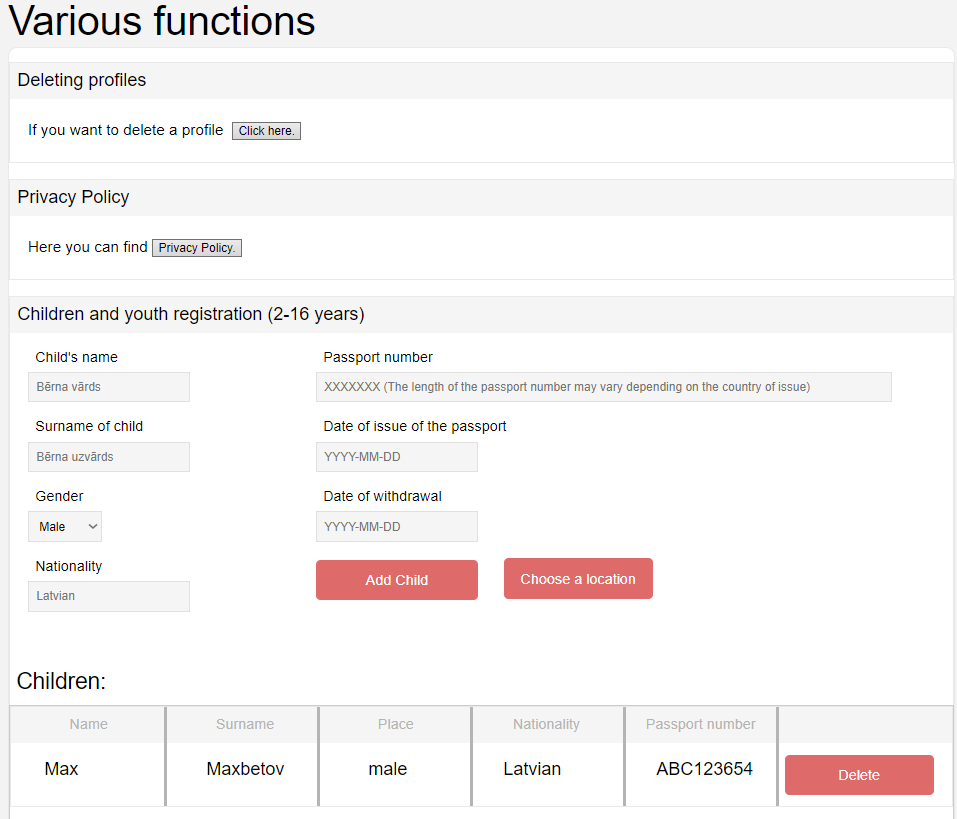 Various functions
Deleting profiles
If you want to delete a profile Click here.
Privacy Policy
Here you can find Privacy Policy.
Children and youth registration (2-16 years)
Child's name Passport number
Bērna vārds XXXXXXX (The length of the passport number may vary depending on the country of issue)
Surname of child Date of issue of the passport
Bērna uzvārds YYYY-MM-DD
Gender Date of withdrawal
Male YYYY-MM-DD
Nationality Add Child Choose a location
Latvian
Children:
Name Surname Place Nationality Passport number
Max Maxbetov male Latvian ABC123654 Delete